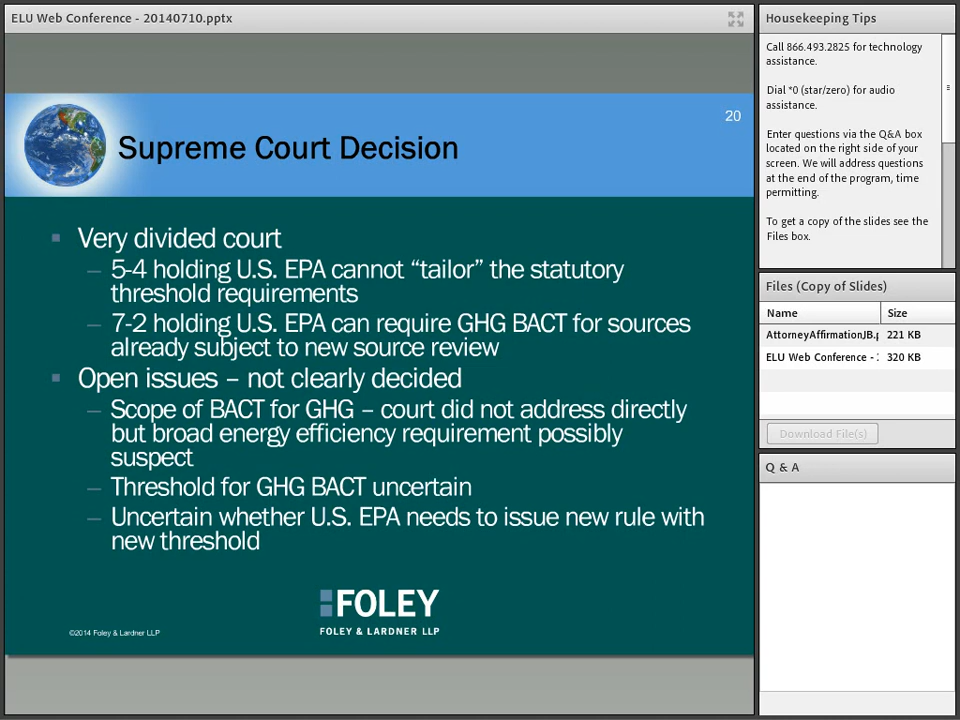 ELU Web Conference - 20140710.pptx
20
Supreme Court Decision
▪ Very divided court
– 5-4 holding U.S. EPA cannot “tailor” the statutory
threshold requirements
– 7-2 holding U.S. EPA can require GHG BACT for sources
already subject to new source review
▪ Open issues – not clearly decided
– Scope of BACT for GHG – court did not address directly
but broad energy efficiency requirement possibly
suspect
– Threshold for GHG BACT uncertain
– Uncertain whether U.S. EPA needs to issue new rule with
new threshold
FOLEY
FOLEY & LARDNER LLP
©2014 Foley & Lardner LLP
Housekeeping Tips
Call 866.493.2825 for technology
assistance.
Dial *0 (star/zero) for audio
assistance.
Enter questions via the Q&A box
located on the right side of your
screen. We will address questions
at the end of the program, time
permitting.
To get a copy of the slides see the
Files box.
Files (Copy of Slides)
Name Size
AttorneyAffirmationJB.p 221 KB
ELU Web Conference - 320 KB
Download File(s)
Q & A